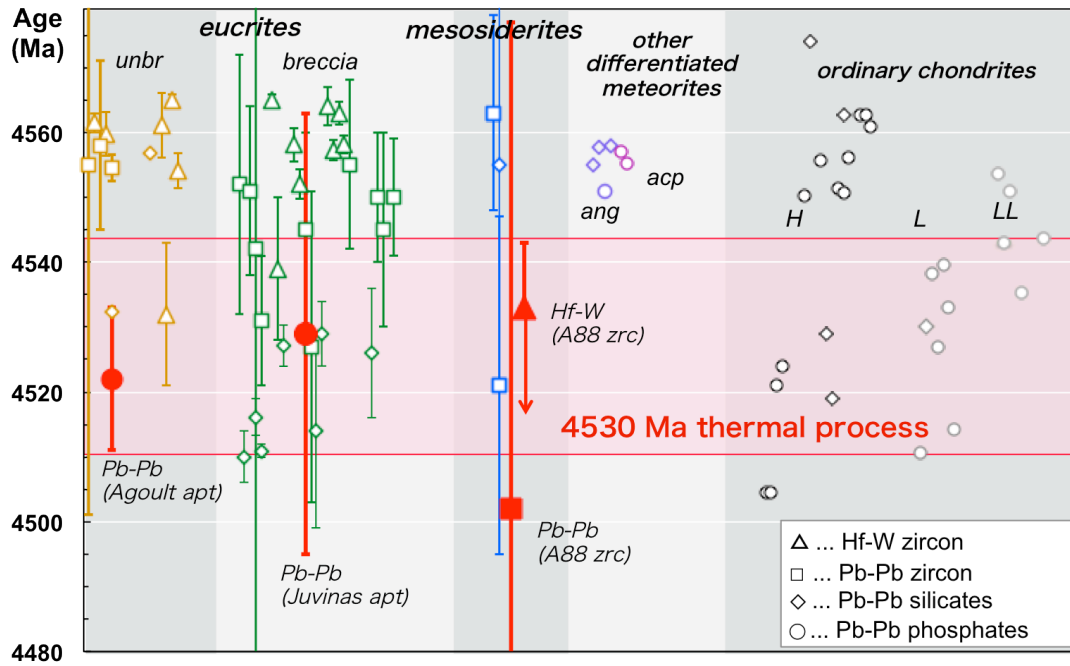 Age
(Ma)
eucrites
mesosiderites
unbr
breccia
other
differentiated
meteorites
ordinary chondrites
4560
4540
4520
4500
4480
acp
ang
H
L
LL
Hf-W
(A88 zrc)
4530 Ma thermal process
Pb-Pb
(Agoult apt)
Pb-Pb
(Juvinas apt)
Pb-Pb
(A88 zrc)
... Hf-W zircon
... Pb-Pb zircon
... Pb-Pb silicates
... Pb-Pb phosphates